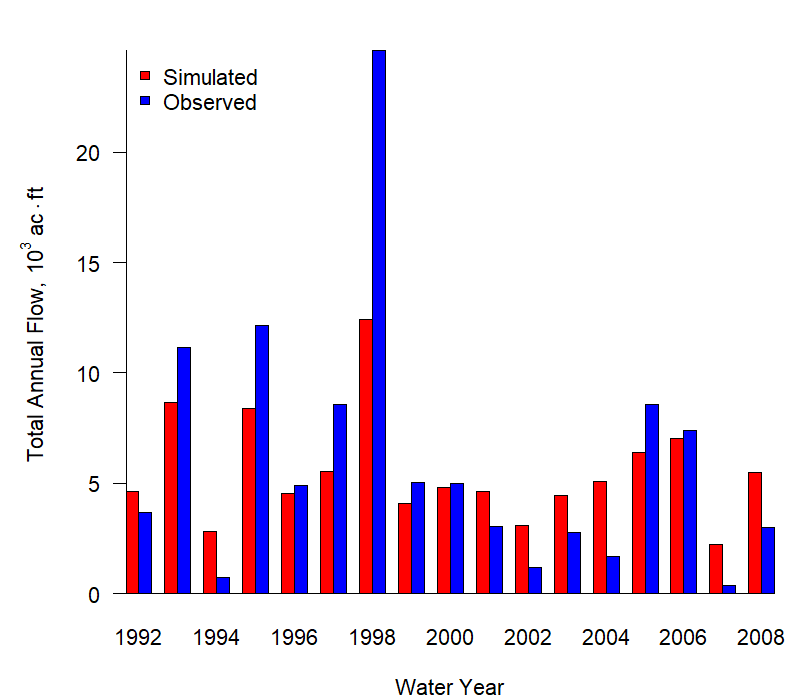 Simulated
Observed
Total Annual Flow, 10³ ac · ft
20
15
10
5
0
1992 1994 1996 1998 2000 2002 2004 2006 2008
Water Year